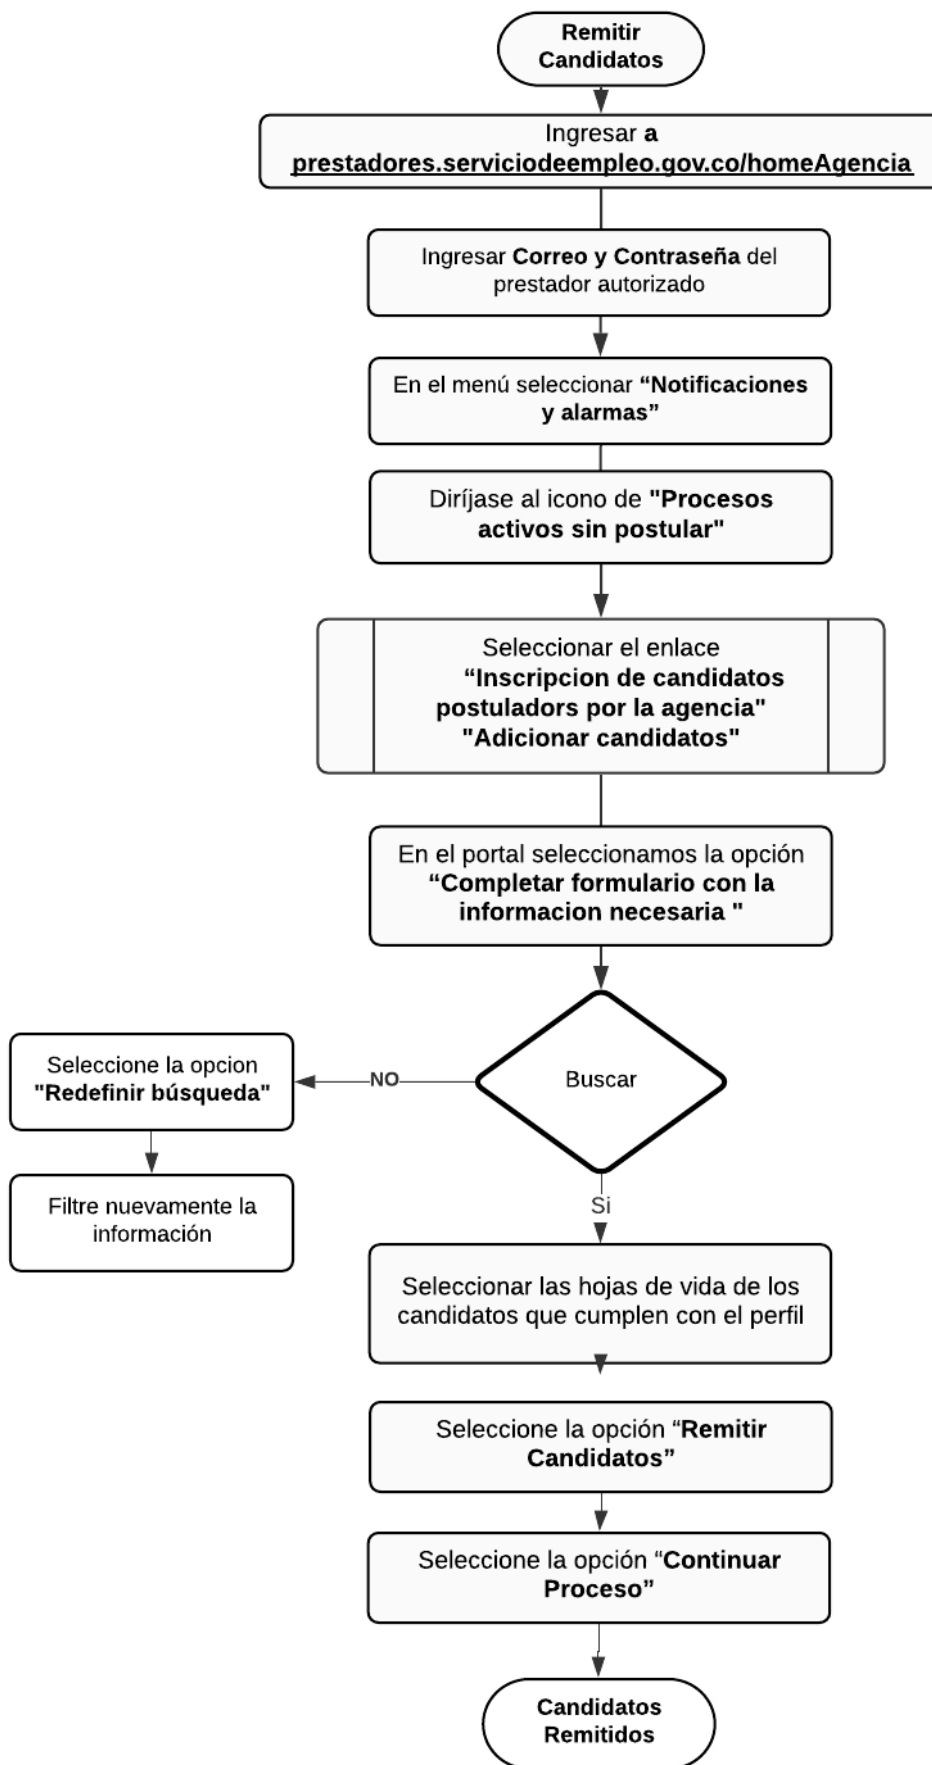 Remitir
Candidatos
Ingresar a
prestadores.serviciodeempleo.gov.co/homeAgencia
Ingresar Correo y Contraseña del
prestador autorizado
En el menú seleccionar “Notificaciones
y alarmas”
Diríjase al icono de "Procesos
activos sin postular"
Seleccionar el enlace
“Inscripcion de candidatos
postuladors por la agencia"
"Adicionar candidatos"
En el portal seleccionamos la opción
“Completar formulario con la
informacion necesaria "
Buscar
NO
Seleccione la opcion
"Redefinir búsqueda"
Filtre nuevamente la
información
Si
Seleccionar las hojas de vida de los
candidatos que cumplen con el perfil
Seleccione la opción “Remitir
Candidatos”
Seleccione la opción “Continuar
Proceso”
Candidatos
Remitidos